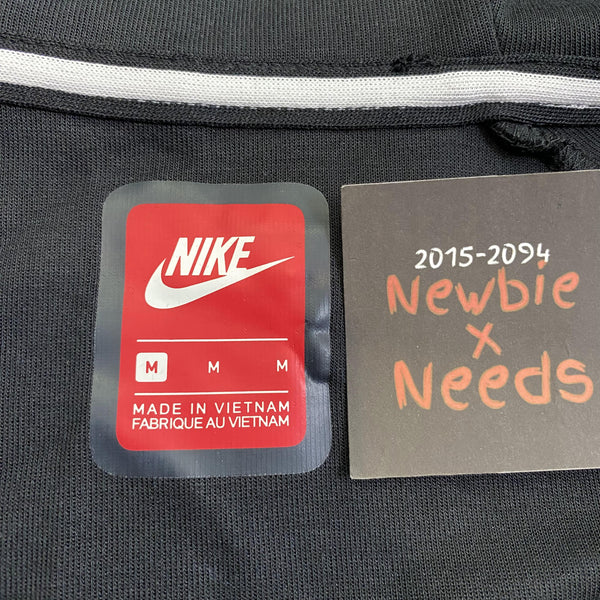 NIKE
M M M
MADE IN VIETNAM
FABRIQUE AU VIETNAM
2015-2094
Newbie
x
Needs